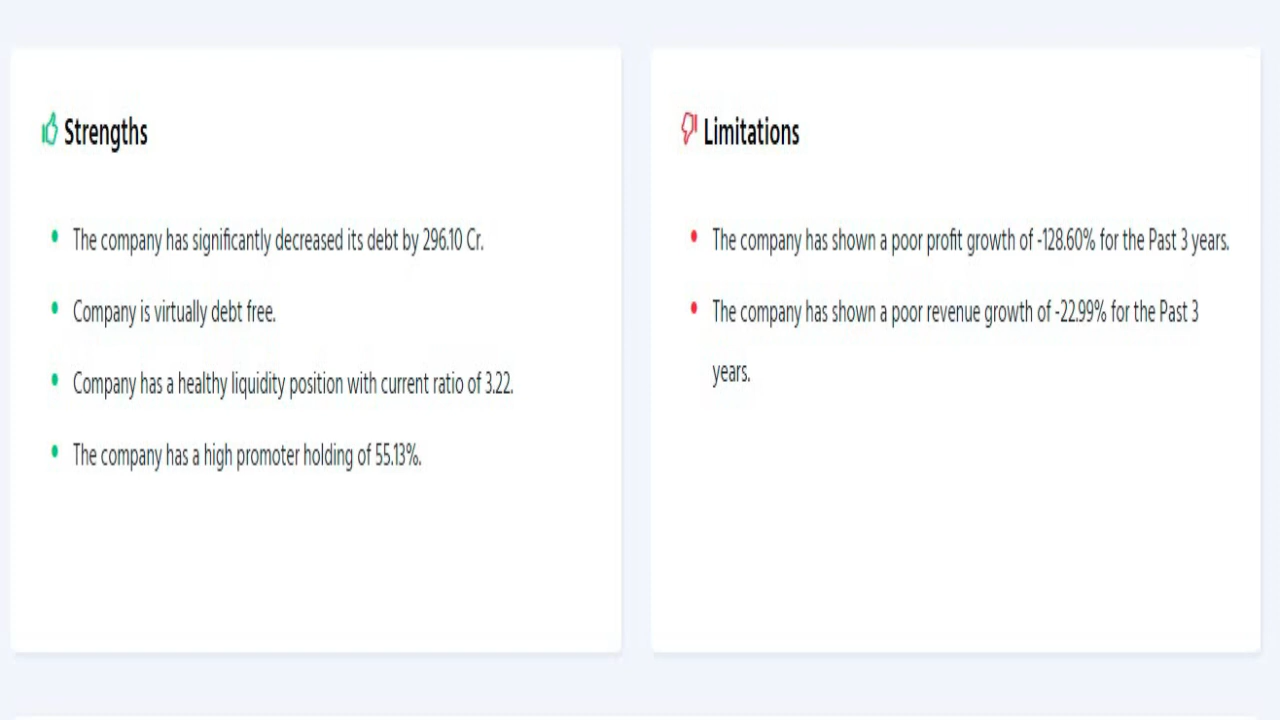 Strengths
The company has significantly decreased its debt by 296.10 Cr.
Company is virtually debt free.
Company has a healthy liquidity position with current ratio of 3.22.
The company has a high promoter holding of 55.13%.
Limitations
The company has shown a poor profit growth of -128.60% for the Past 3 years.
The company has shown a poor revenue growth of -22.99% for the Past 3
years.